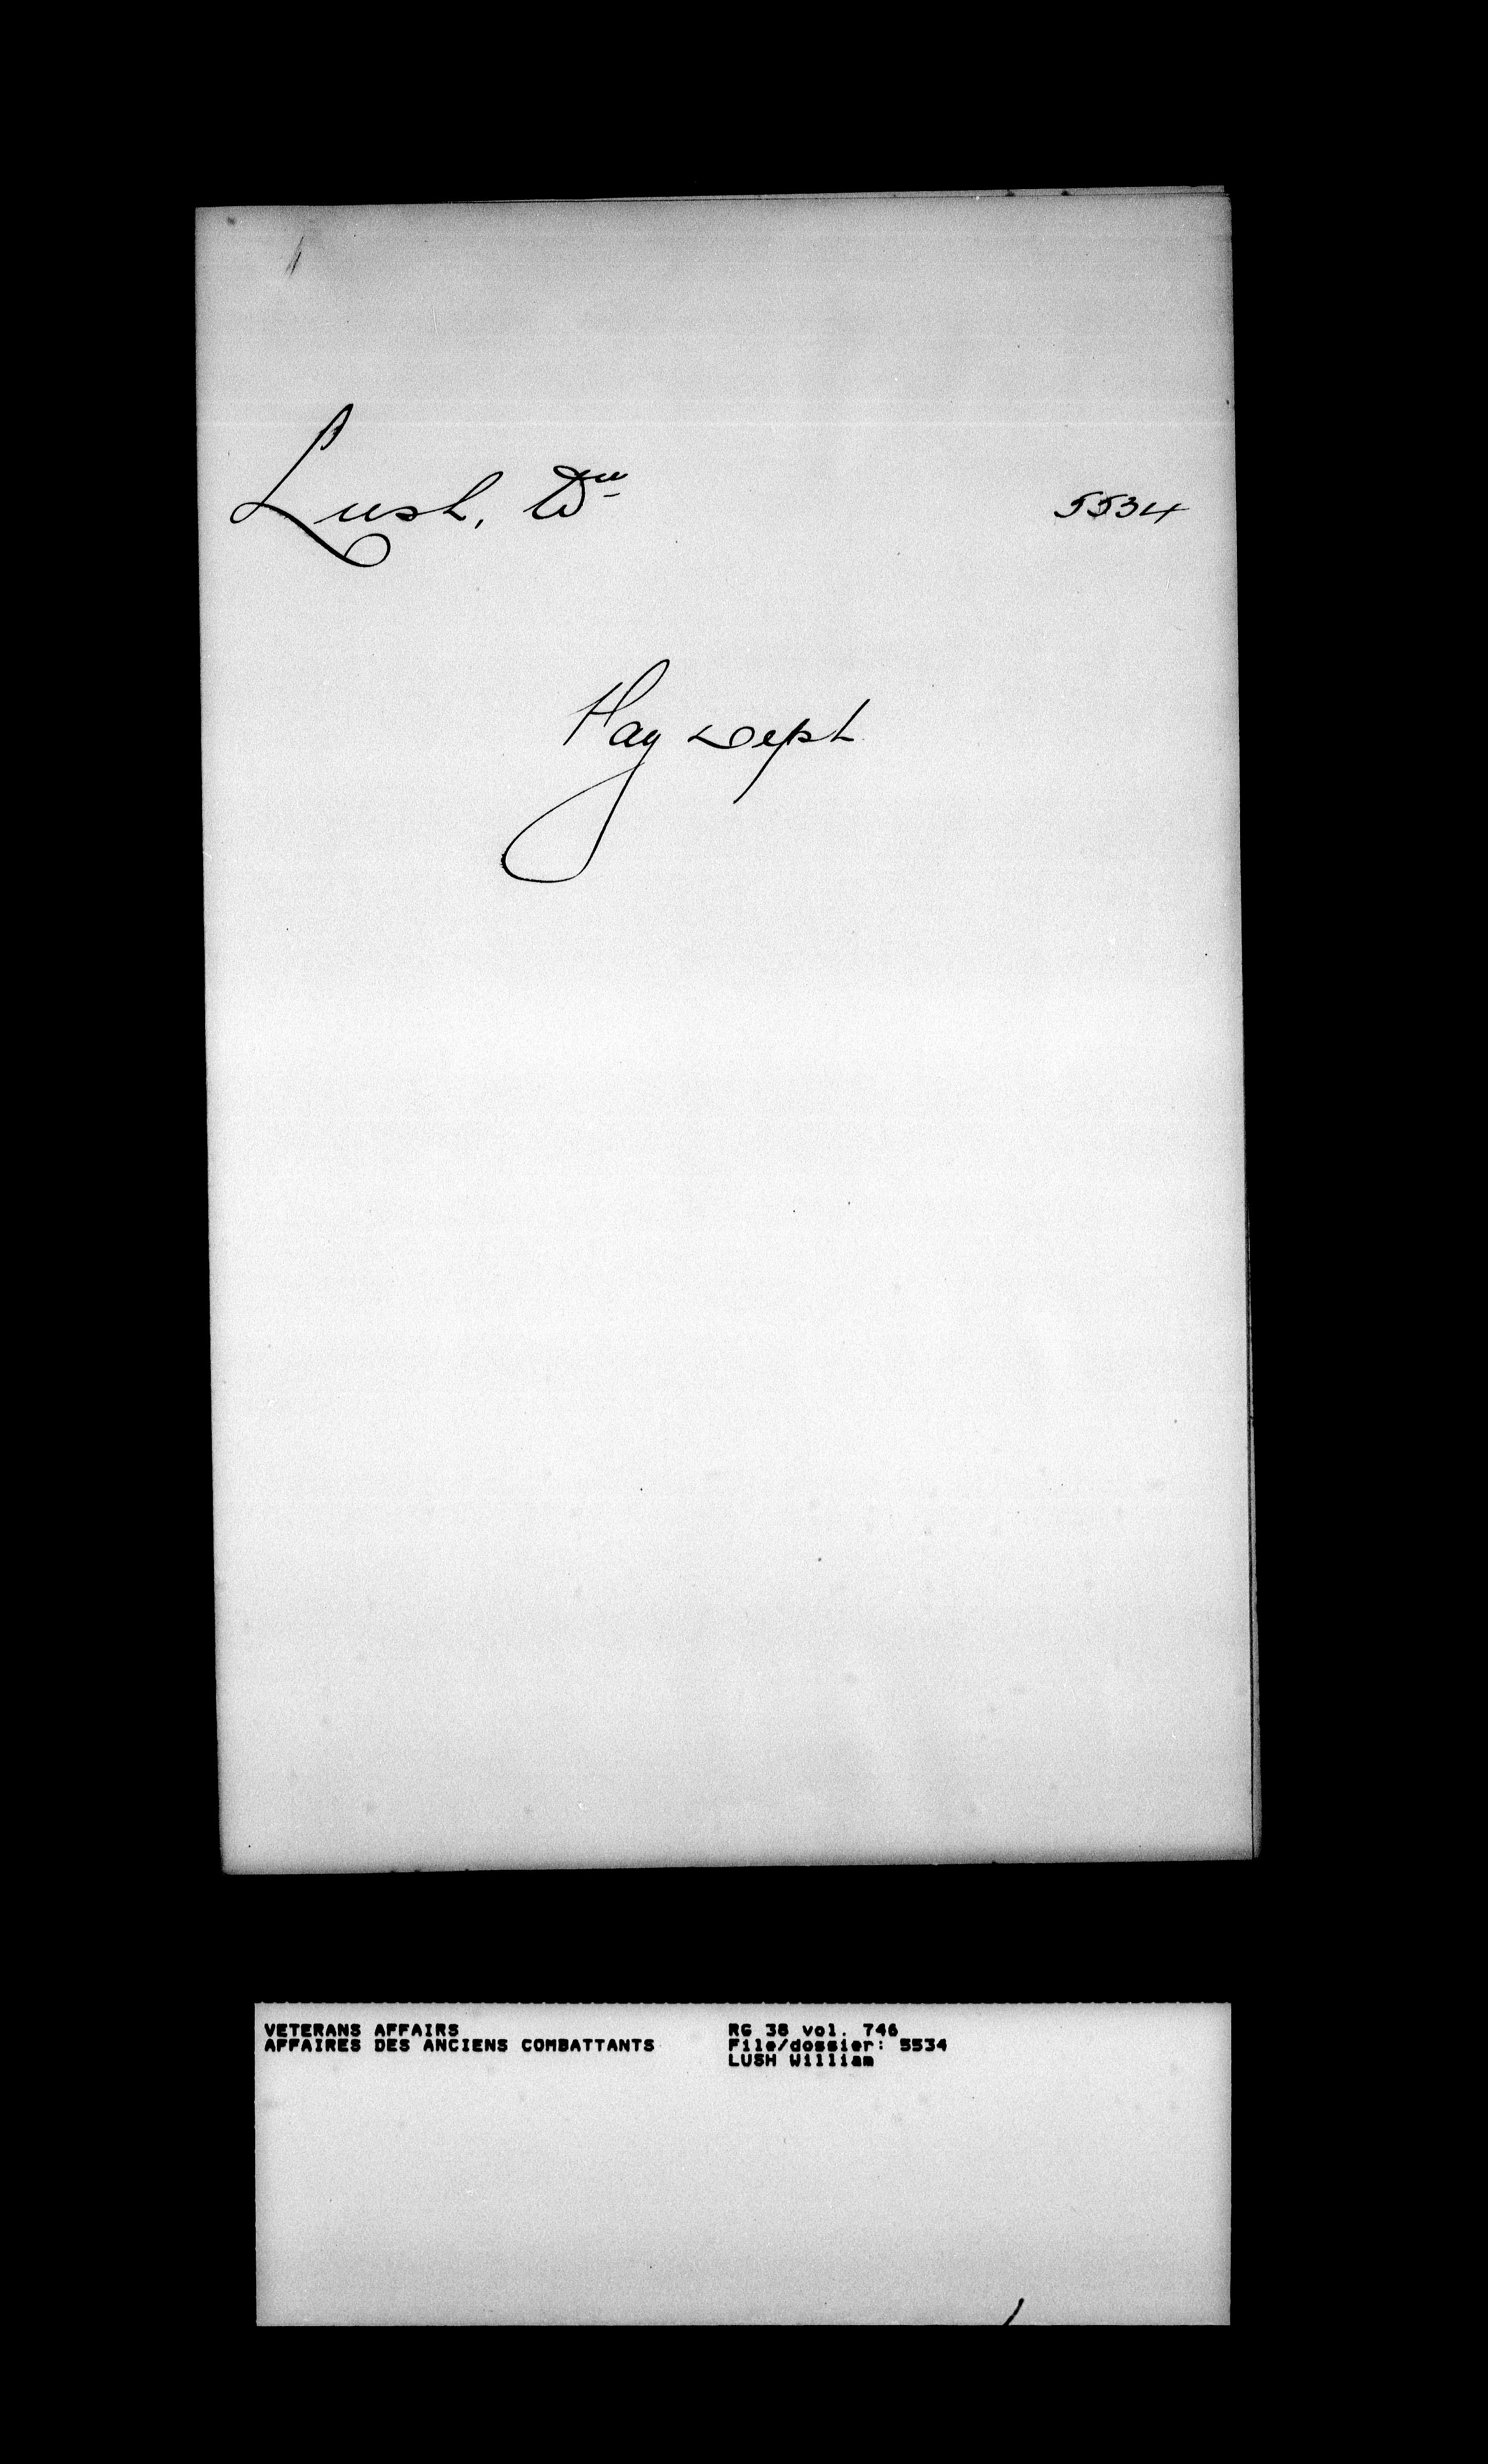 Lush, Wm 5534
Hay Dept
VETERANS AFFAIRS RG 38 vol. 746
AFFAIRES DES ANCIENS COMBATTANTS File/dossier: 5534
LUSH William